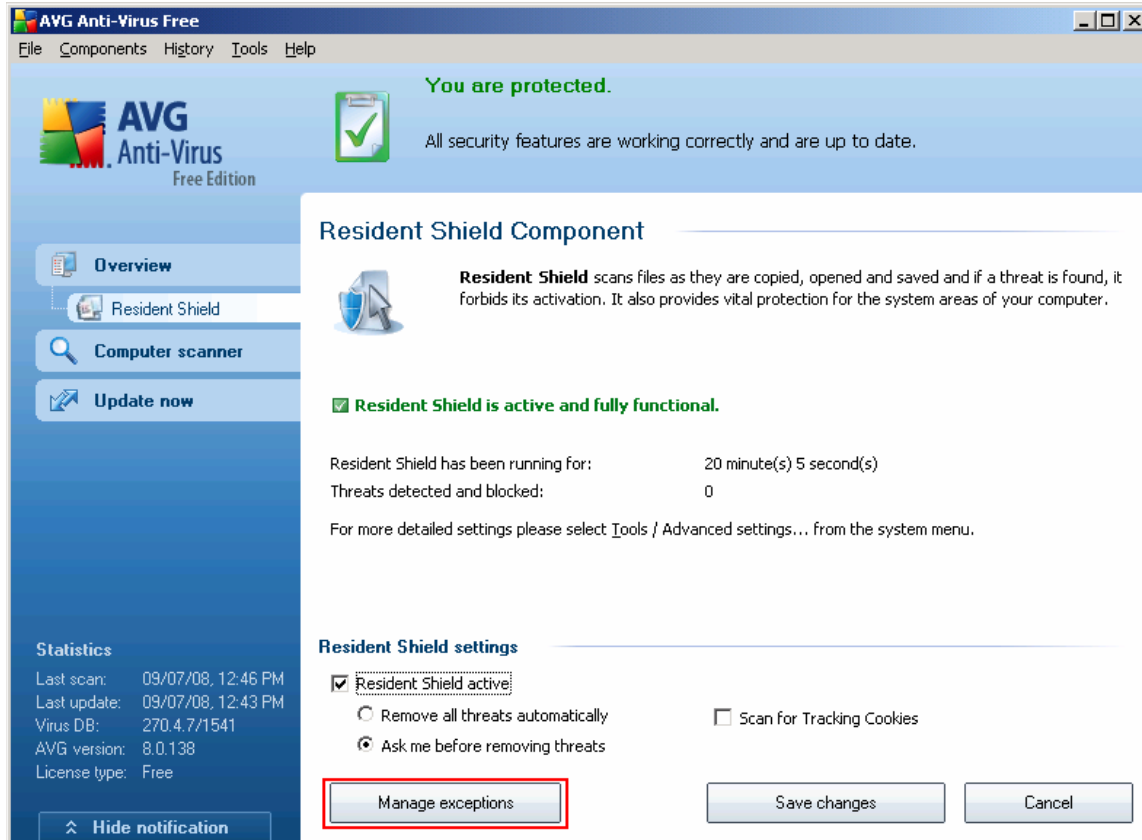 AVG Anti-Virus Free
File Components History Tools Help
You are protected.
All security features are working correctly and are up to date.
AVG
Anti-Virus
Free Edition
Overview
Resident Shield
Computer scanner
Update now
Resident Shield Component
Resident Shield scans files as they are copied, opened and saved and if a threat is found, it
forbids its activation. It also provides vital protection for the system areas of your computer.
Resident Shield is active and fully functional.
Resident Shield has been running for: 20 minute(s) 5 second(s)
Threats detected and blocked: 0
For more detailed settings please select Tools / Advanced settings... from the system menu.
Statistics
Last scan: 09/07/08, 12:46 PM
Last update: 09/07/08, 12:43 PM
Virus DB: 270.4.7/1541
AVG version: 8.0.138
License type: Free
Hide notification
Resident Shield settings
Resident Shield active
Remove all threats automatically
Scan for Tracking Cookies
Ask me before removing threats
Manage exceptions
Save changes
Cancel